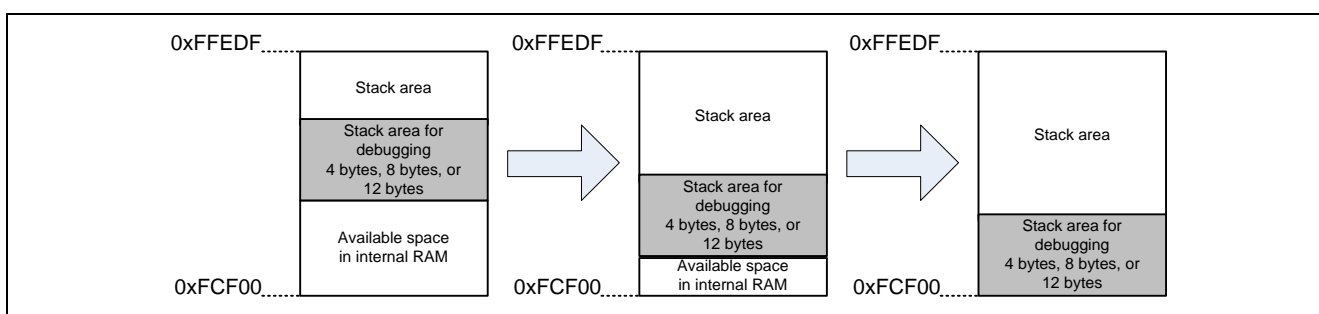 0xFFEDF
Stack area
Stack area for
debugging
4 bytes, 8 bytes, or
12 bytes
Available space
in internal RAM
0xFCF00
0xFFEDF
Stack area
Stack area for
debugging
4 bytes, 8 bytes, or
12 bytes
Available space
in internal RAM
0xFCF00
0xFFEDF
Stack area
Stack area for
debugging
4 bytes, 8 bytes, or
12 bytes
0xFCF00